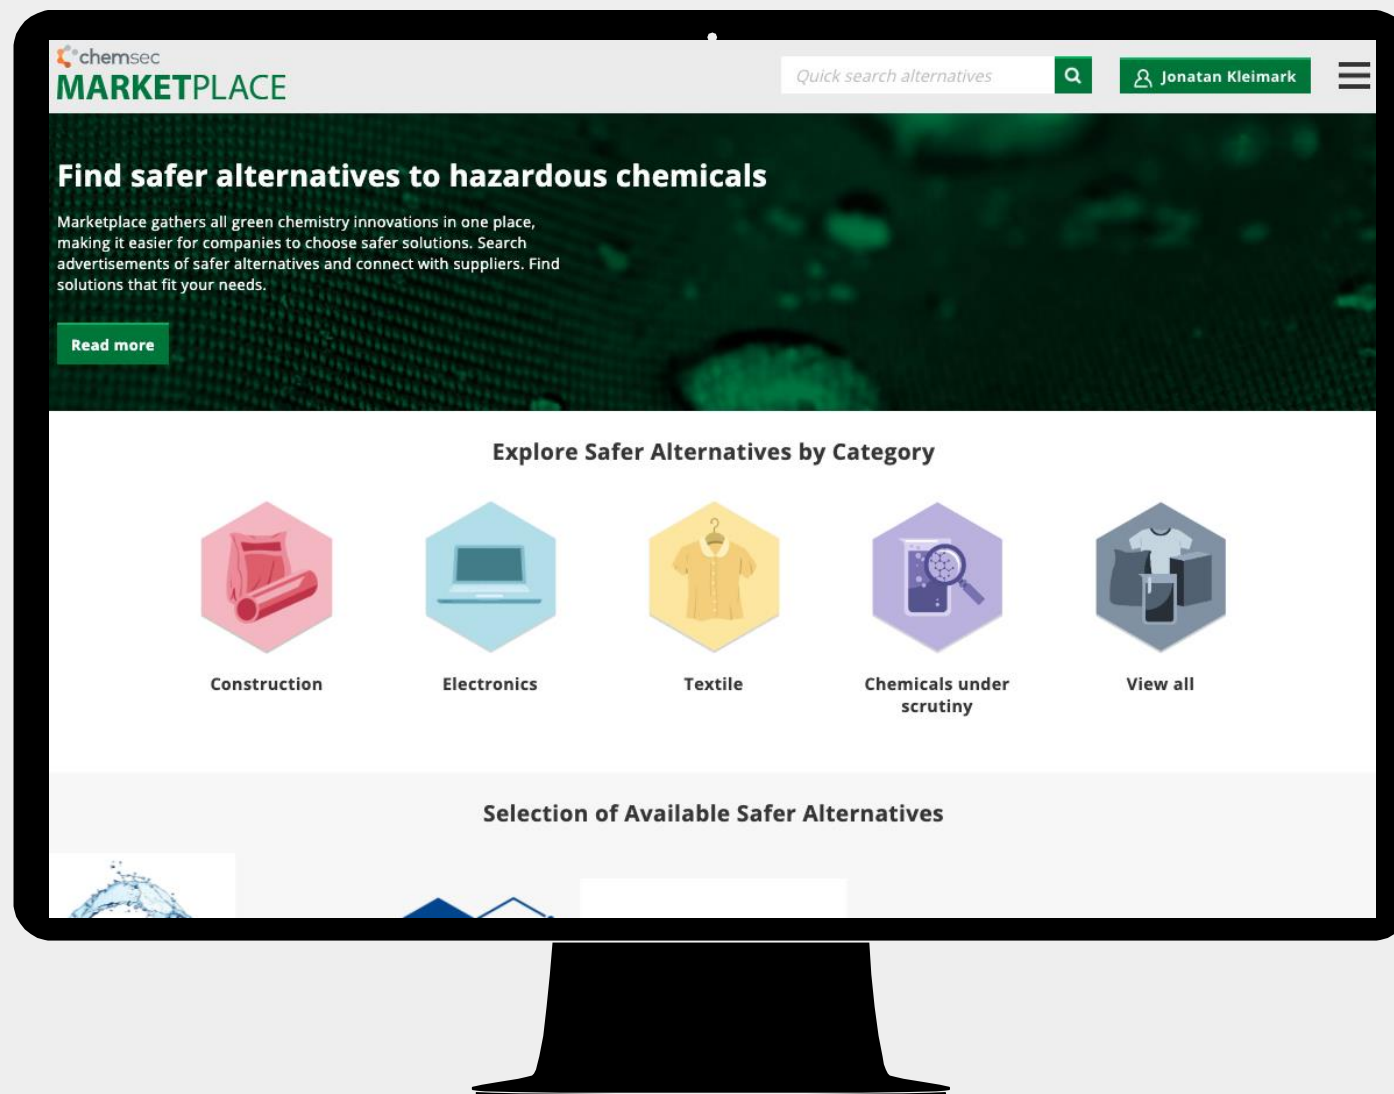 chemsec
MARKETPLACE
Quick search alternatives
Jonatan Kleimark
Find safer alternatives to hazardous chemicals
Marketplace gathers all green chemistry innovations in one place,
making it easier for companies to choose safer solutions. Search
advertisements of safer alternatives and connect with suppliers. Find
solutions that fit your needs.
Read more
Explore Safer Alternatives by Category
Construction
Electronics
Textile
Chemicals under
scrutiny
View all
Selection of Available Safer Alternatives